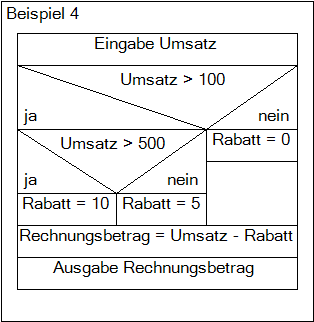 Beispiel 4
Eingabe Umsatz
Umsatz > 100
ja
nein
Umsatz > 500
Rabatt = 0
ja
nein
Rabatt = 10
Rabatt = 5
Rechnungsbetrag = Umsatz - Rabatt
Ausgabe Rechnungsbetrag